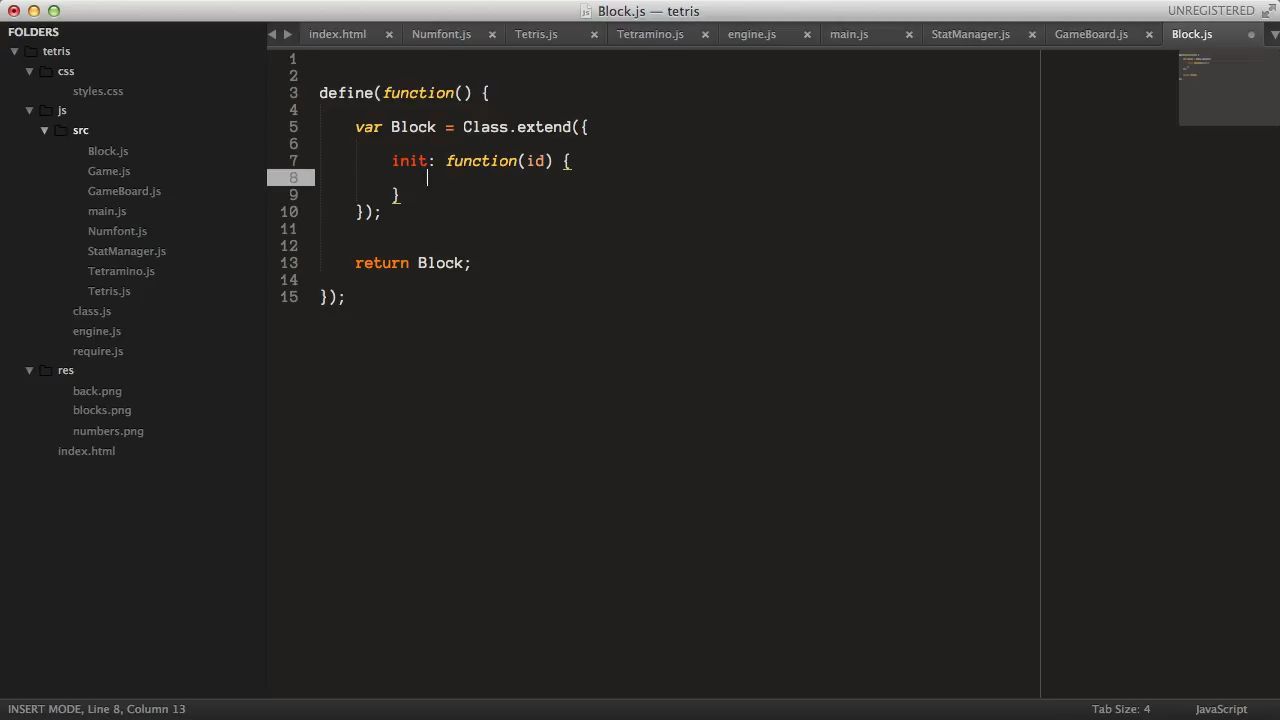 Block.js — tetris
UNREGISTERED
FOLDERS
tetris
css
styles.css
js
src
Block.js
Game.js
GameBoard.js
main.js
Numfont.js
StatManager.js
Tetramino.js
Tetris.js
class.js
engine.js
require.js
res
back.png
blocks.png
numbers.png
index.html
index.html Numfont.js Tetris.js Tetramino.js engine.js main.js StatManager.js GameBoard.js Block.js
1
2
3 define(function() {
4
5 var Block = Class.extend({
6
7 init: function(id) {
8
9 }
10 });
11
12
13 return Block;
14
15 });
INSERT MODE, Line 8, Column 13
Tab Size: 4
JavaScript